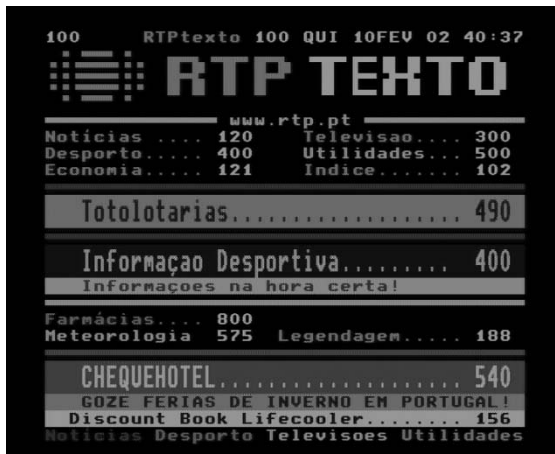 100 RTPtexto 100 QUI 10FEV 02 40:37
RTP TEXTO
www.rtp.pt
Notícias .... 120 Televisao.... 300
Desporto..... 400 Utilidades... 500
Economia..... 121 Indice....... 102
Totolotarias................... 490
Informaçao Desportiva......... 400
Informaçoes na hora certa!
Farmácias.... 800
Meteorologia 575 Legendagem..... 188
CHEQUEHOTEL.................... 540
GOZE FERIAS DE INVERNO EM PORTUGAL!
Discount Book Lifecooler........ 156
Notícias Desporto Televisoes Utilidades